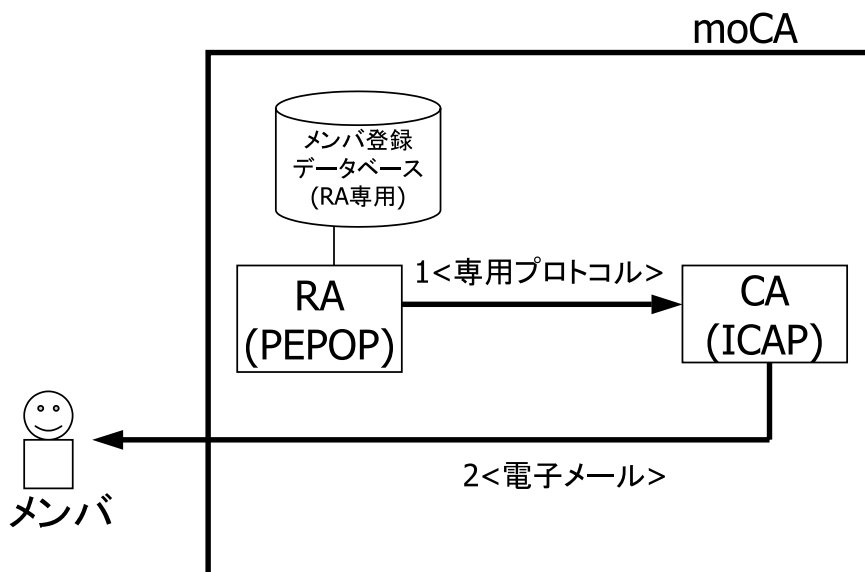 moCA
メンバ登録
データベース
(RA専用)
1<専用プロトコル>
RA
(PEPOP)
CA
(ICAP)
2<電子メール>
メンバ